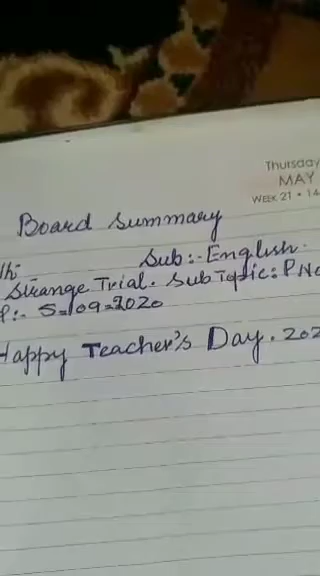 Thursday
MAY
WEEK 21 • 14
Board Summary
Sub:- English.
Strange Trial. Sub Topic: P.No
5-09-2020
Happy Teacher's Day. 202